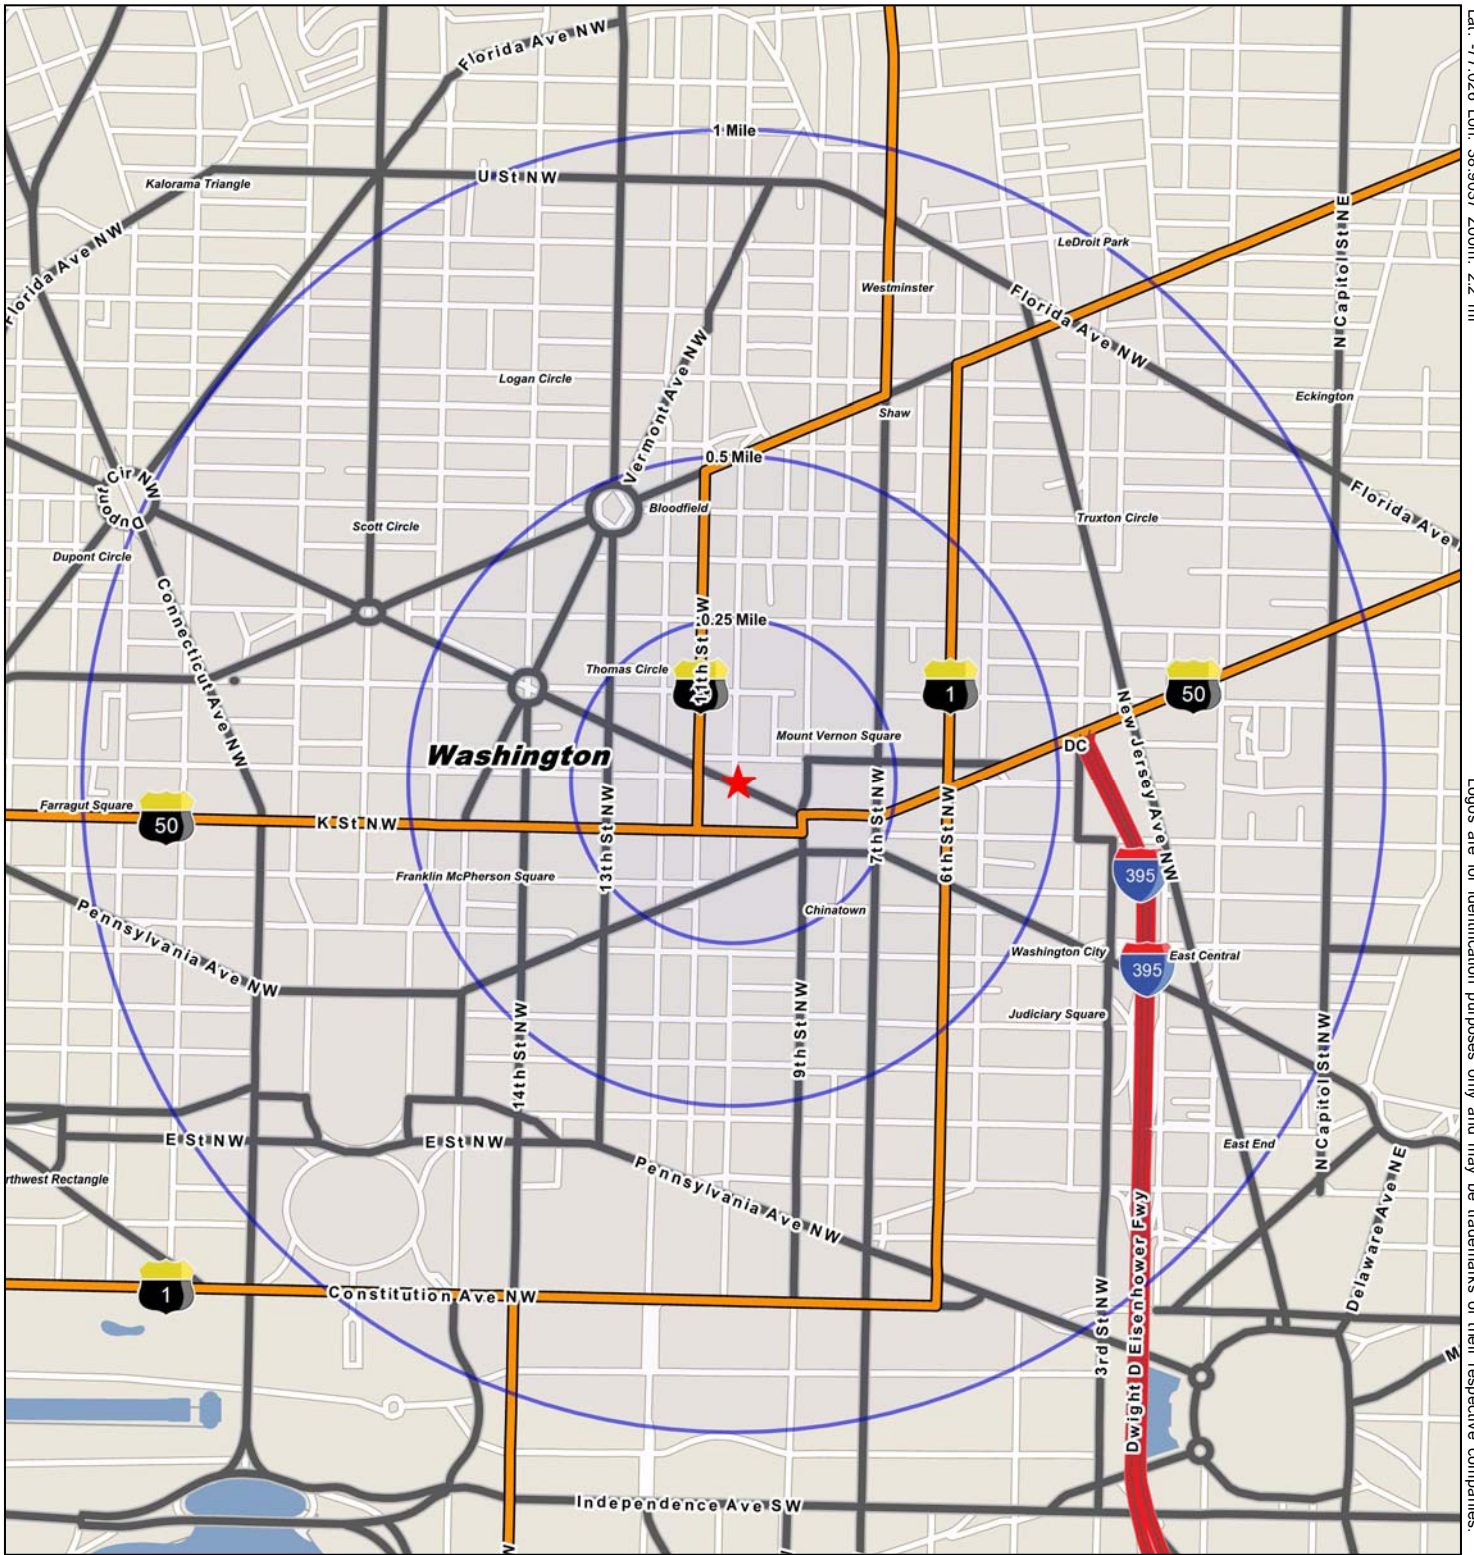 Florida Ave NW
1 Mile
U St NW
Kalorama Triangle
N Capitol St NE
Florida Ave NW
LeDroit Park
Westminster
Florida Ave NW
Vermont Ave NW
Logan Circle
Eckington
Shaw
0.5 Mile
Dupont Cir NW
Bloodfield
Scott Circle
Truxton Circle
Florida Ave
Dupont Circle
Connecticut Ave NW
0.25 Mile
11th St NW
Thomas Circle
1
50
New Jersey Ave NW
Mount Vernon Square
DC
Washington
Farragut Square
50
K St NW
13th St NW
7th St NW
6th St NW
Franklin McPherson Square
395
Chinatown
Pennsylvania Ave NW
Washington City
East Central
395
14th St NW
9th St NW
Judiciary Square
N Capitol St NW
E St NW
E St NW
East End
rthwest Rectangle
Pennsylvania Ave NW
Delaware Ave NE
1
Constitution Ave NW
3rd St NW
Dwight D Eisenhower Fwy
M
Independence Ave SW
Logos are for identification purposes only and may be trademarks of their respective companies.